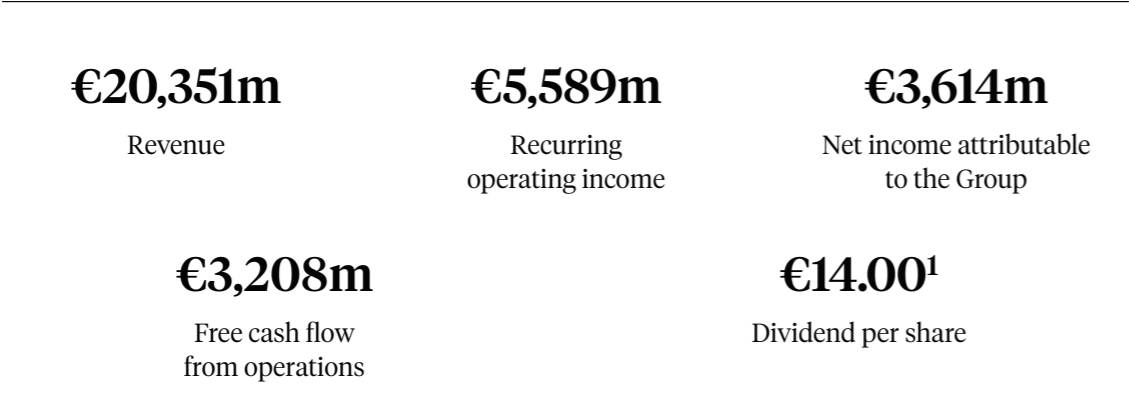 €20,351m
Revenue
€5,589m
Recurring
operating income
€3,614m
Net income attributable
to the Group
€3,208m
Free cash flow
from operations
€14.00¹
Dividend per share